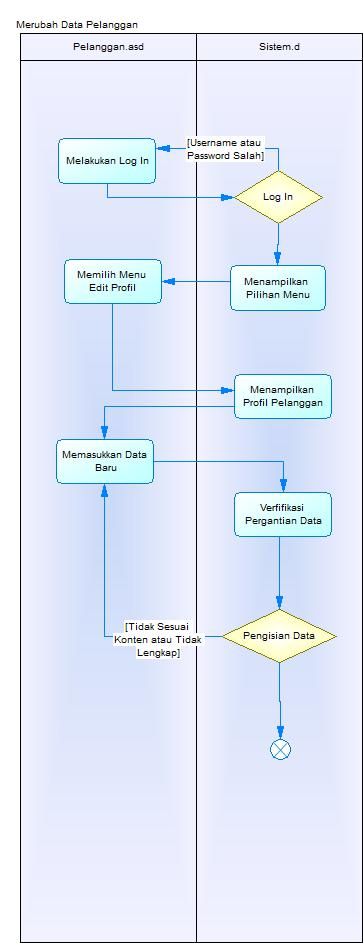 Merubah Data Pelanggan
Pelanggan.asd
Sistem.d
[Username atau
Password Salah]
Melakukan Log In
Log In
Memilih Menu
Edit Profil
Menampilkan
Pilihan Menu
Menampilkan
Profil Pelanggan
Memasukkan Data
Baru
Verfifikasi
Pergantian Data
[Tidak Sesuai
Konten atau Tidak
Lengkap]
Pengisian Data